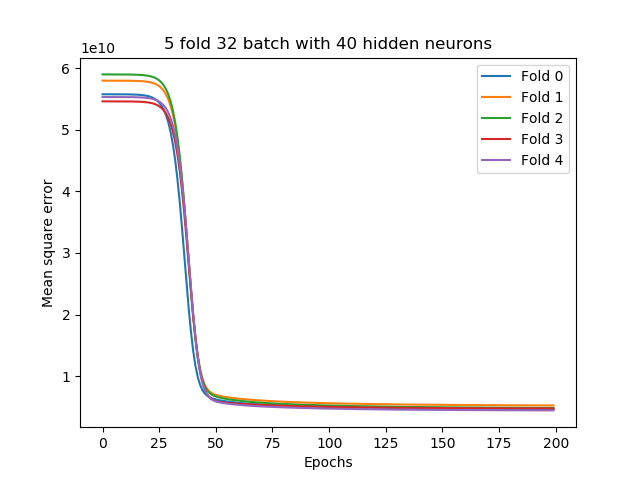 5 fold 32 batch with 40 hidden neurons
1e10
6
5
4
3
2
1
Mean square error
Fold 0
Fold 1
Fold 2
Fold 3
Fold 4
0 25 50 75 100 125 150 175 200
Epochs